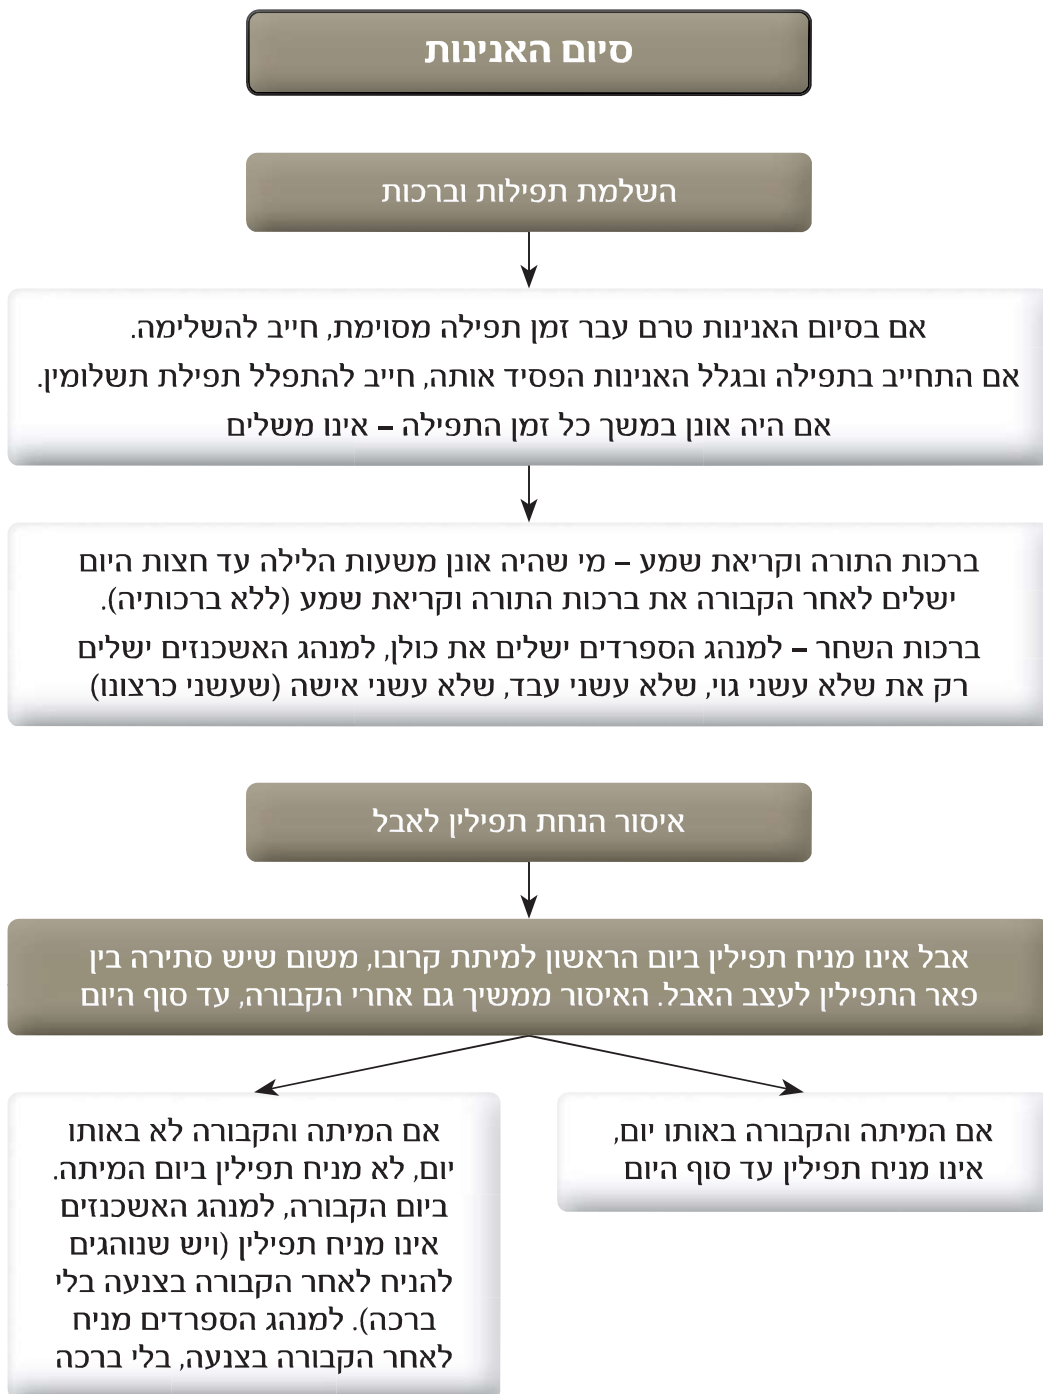 סיום האנינות
השלמת תפילות וברכות
אם בסיום האנינות טרם עבר זמן תפילה מסוימת, חייב להשלימה.
אם התחייב בתפילה ובגלל האנינות הפסיד אותה, חייב להתפלל תפילת תשלומין.
אם היה אונן במשך כל זמן התפילה – אינו משלים
ברכות התורה וקריאת שמע – מי שהיה אונן משעות הלילה עד חצות היום
ישלים לאחר הקבורה את ברכות התורה וקריאת שמע (ללא ברכותיה).
ברכות השחר – למנהג הספרדים ישלים את כולן, למנהג האשכנזים ישלים
רק את שלא עשני גוי, שלא עשני עבד, שלא עשני אישה (שעשני כרצונו)
איסור הנחת תפילין לאבל
אבל אינו מניח תפילין ביום הראשון למיתת קרובו, משום שיש סתירה בין
פאר התפילין לעצב האבל. האיסור ממשיך גם אחרי הקבורה, עד סוף היום
אם המיתה והקבורה באותו יום,
אינו מניח תפילין עד סוף היום
אם המיתה והקבורה לא באותו
יום, לא מניח תפילין ביום המיתה.
ביום הקבורה, למנהג האשכנזים
אינו מניח תפילין (ויש שנוהגים
להניח לאחר הקבורה בצנעה בלי
ברכה). למנהג הספרדים מניח
לאחר הקבורה בצנעה, בלי ברכה